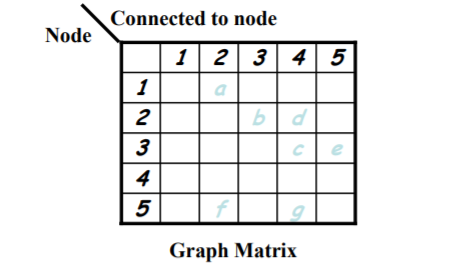 Connected to node
Node
1 2 3 4 5
1 a
2 b d
3 c e
4
5 f g
Graph Matrix